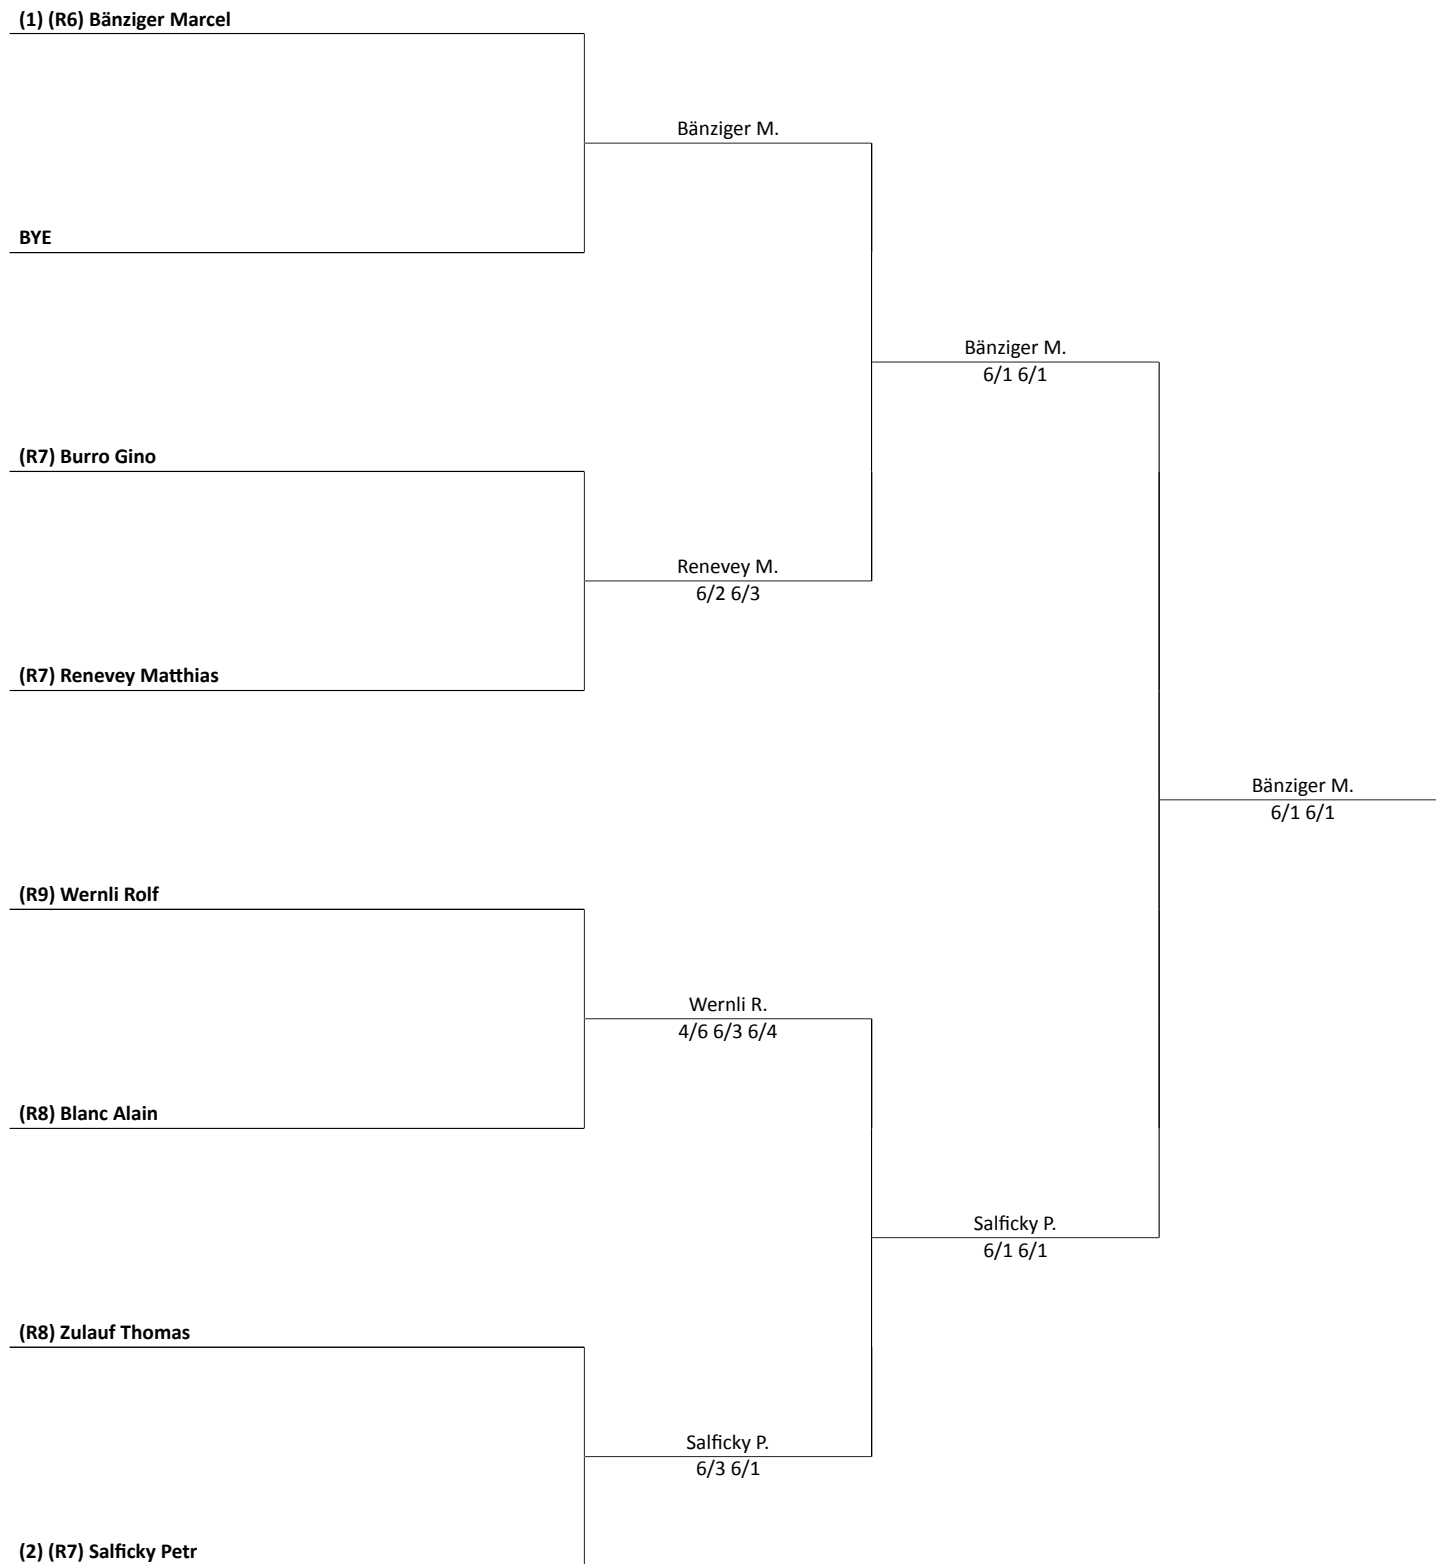 (1) (R6) Bänziger Marcel
Bänziger M.
BYE
Bänziger M.
6/1 6/1
(R7) Burro Gino
Renevey M.
6/2 6/3
(R7) Renevey Matthias
Bänziger M.
6/1 6/1
(R9) Wernli Rolf
Wernli R.
4/6 6/3 6/4
(R8) Blanc Alain
Salficky P.
6/1 6/1
(R8) Zulauf Thomas
Salficky P.
6/3 6/1
(2) (R7) Salficky Petr